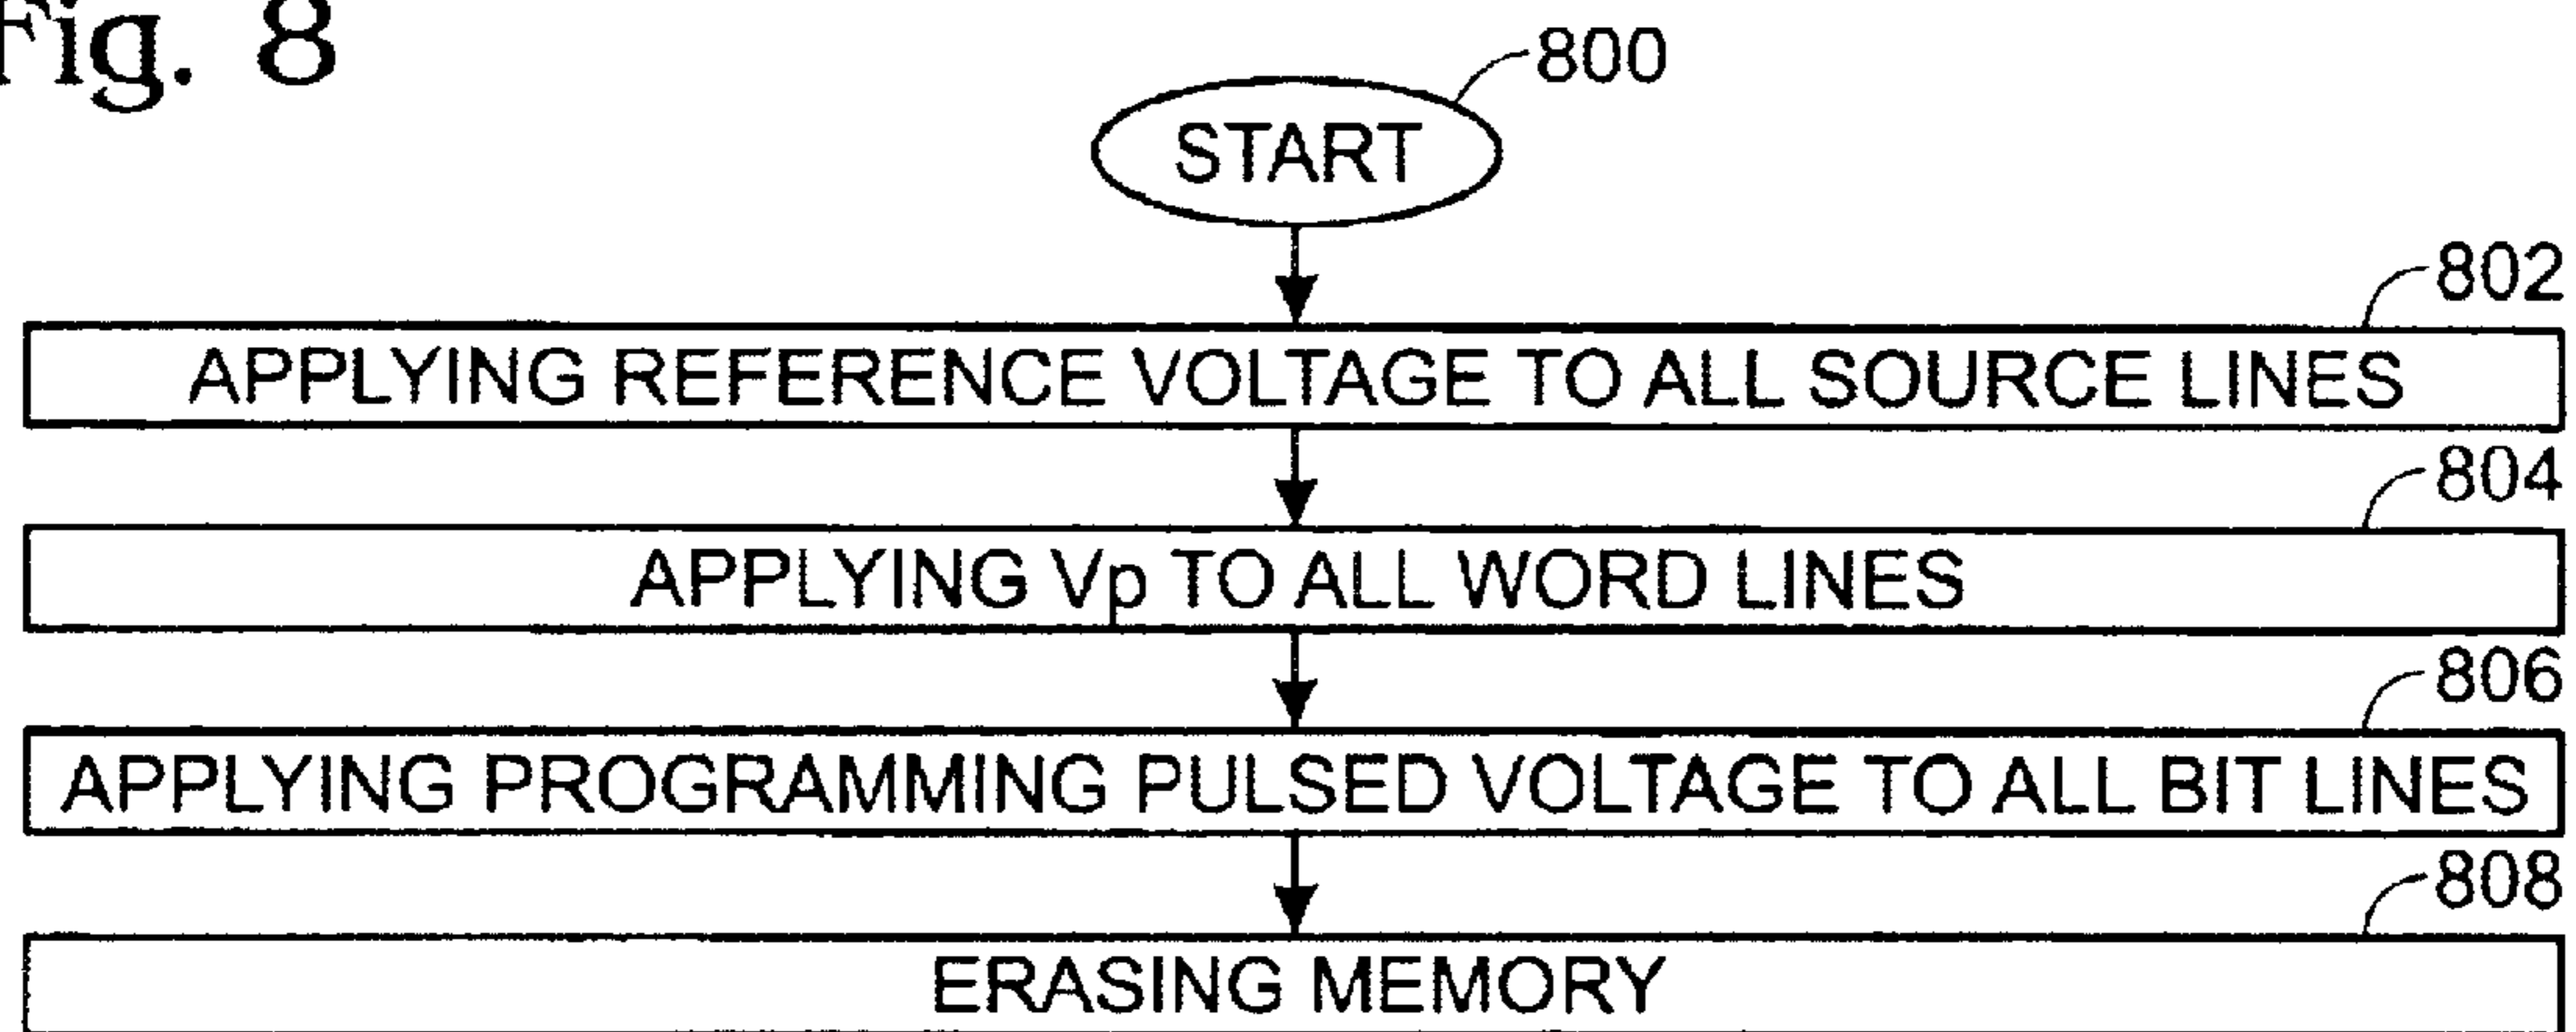 Fig. 8
800
START
802
APPLYING REFERENCE VOLTAGE TO ALL SOURCE LINES
804
APPLYING Vp TO ALL WORD LINES
806
APPLYING PROGRAMMING PULSED VOLTAGE TO ALL BIT LINES
808
ERASING MEMORY